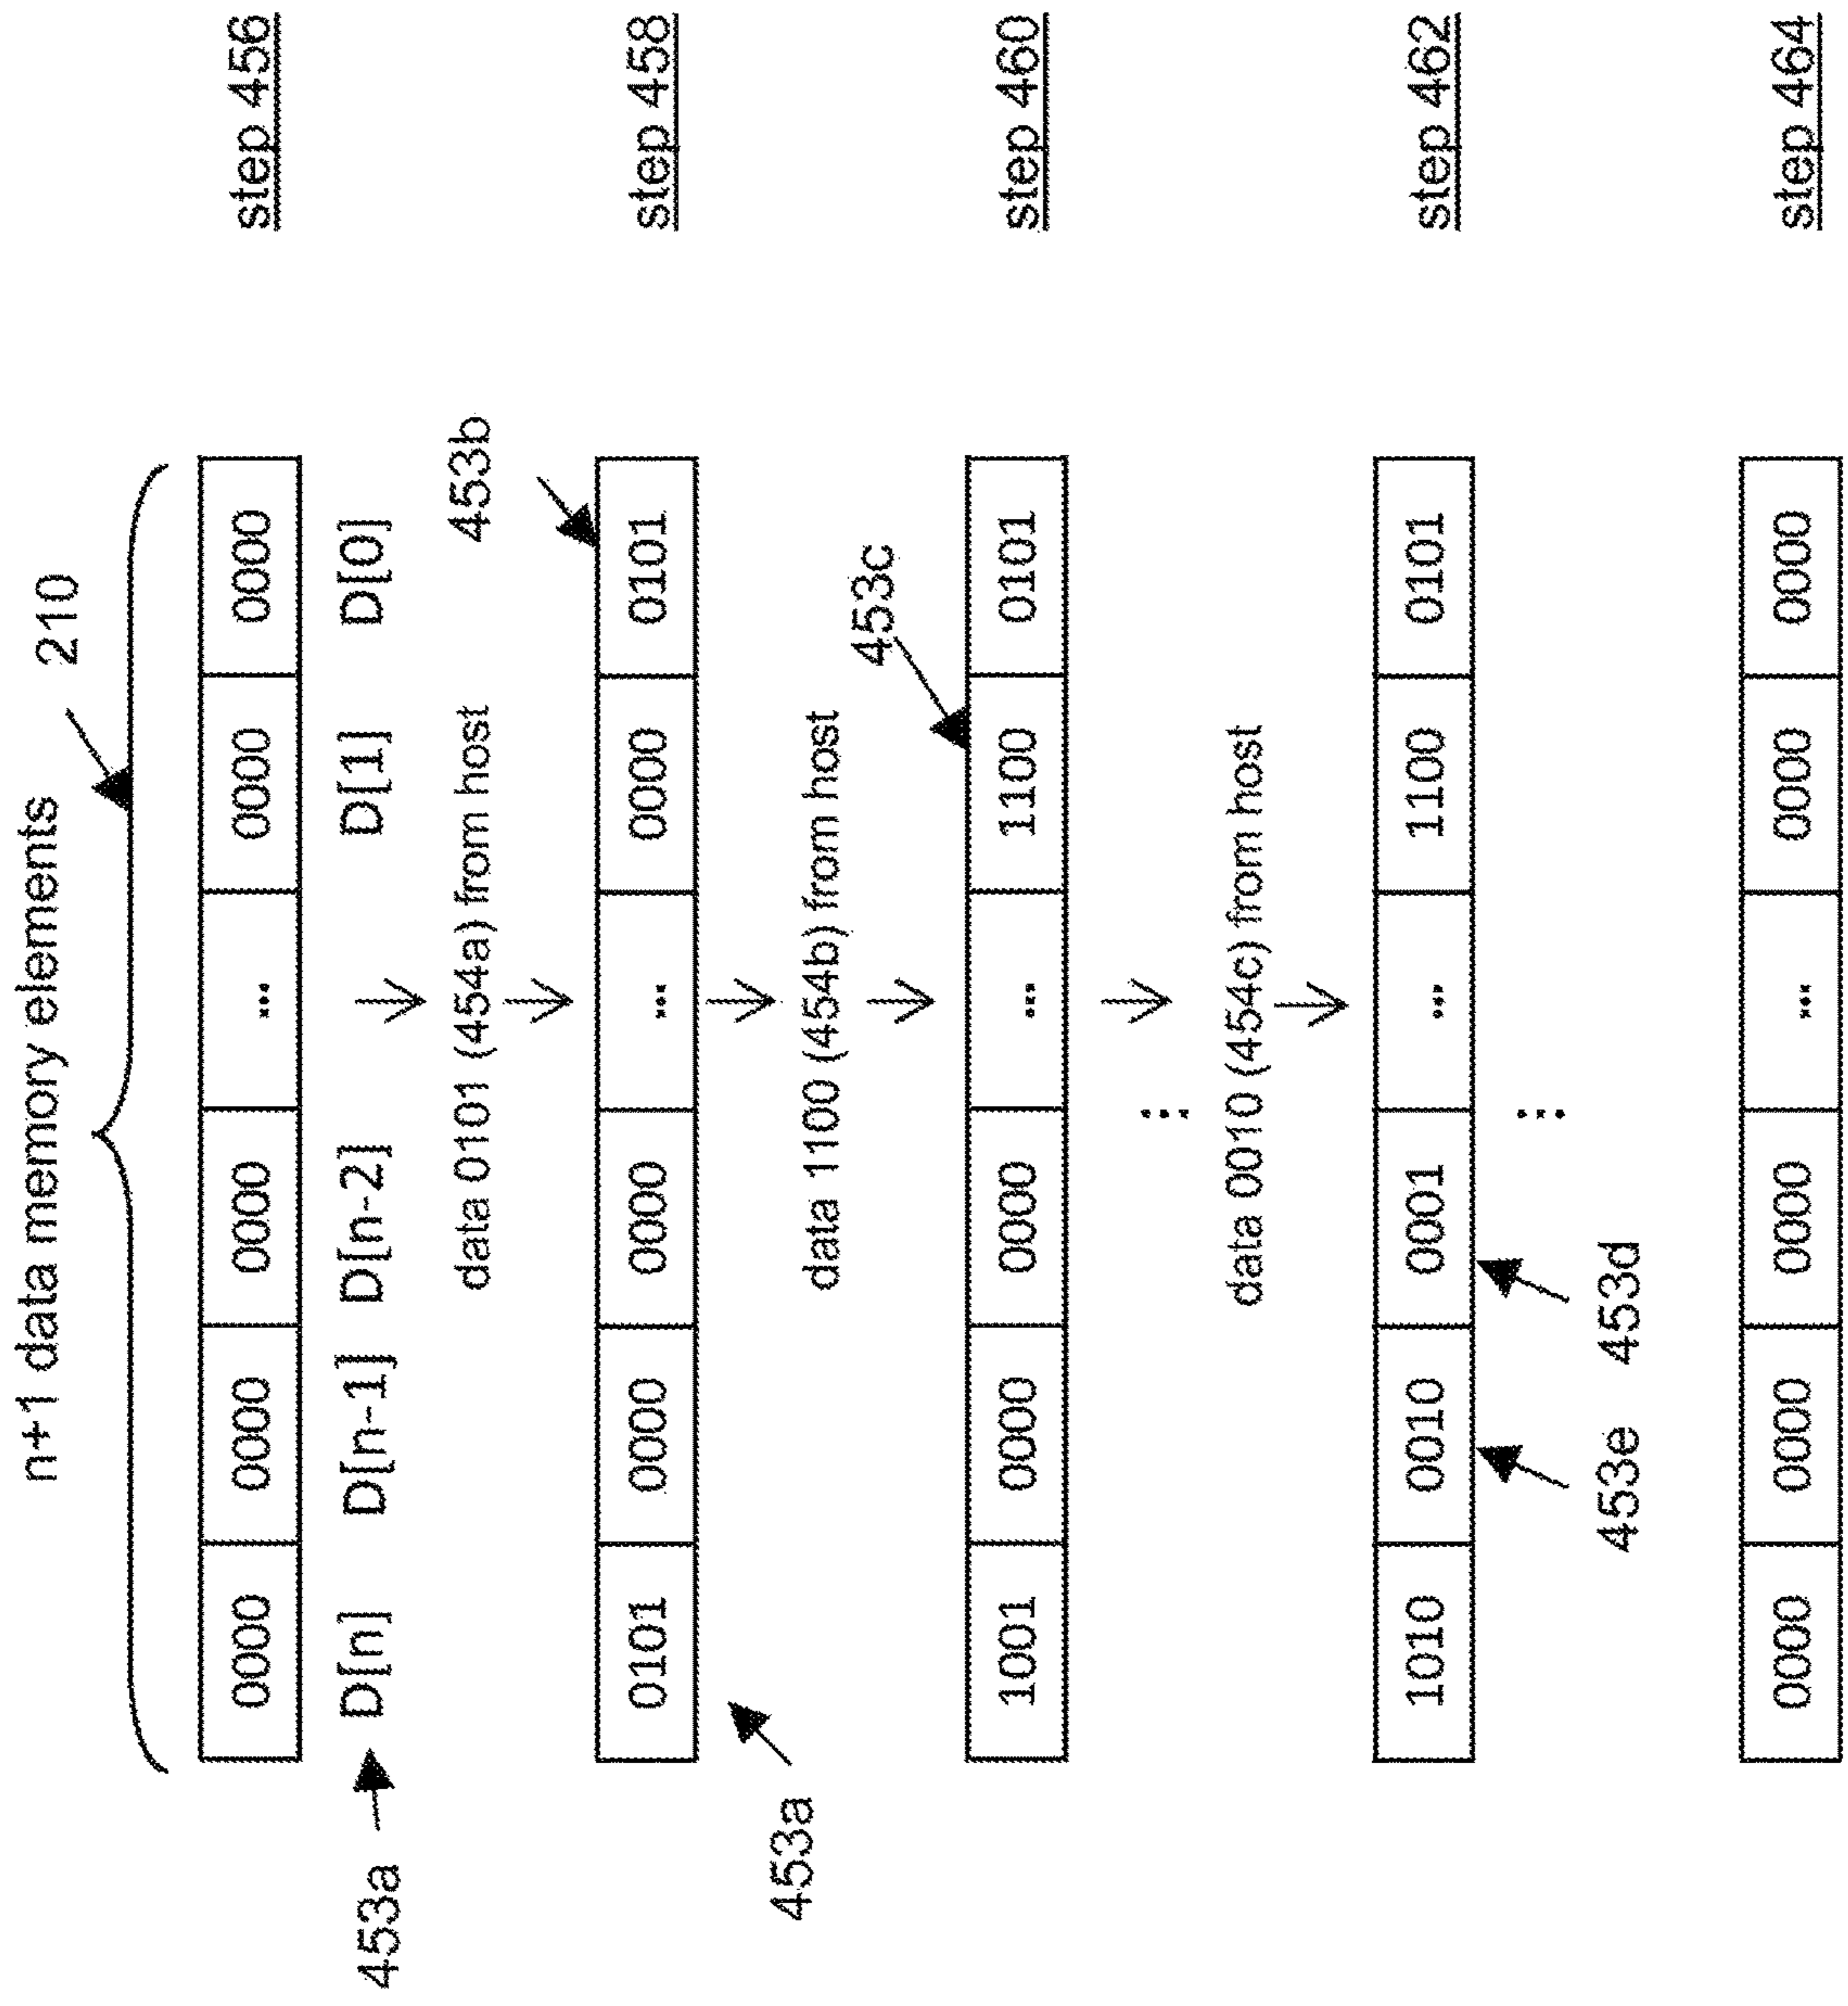 n+1 data memory elements
210
0000 0000 0000 ... 0000 0000 step 456
453a D[n] D[n-1] D[n-2] D[1] D[0]
data 0101 (454a) from host
453b
0101 0000 0000 ... 0000 0101 step 458
453a
data 1100 (454b) from host
453c
1001 0000 0000 ... 1100 0101 step 460
...
data 0010 (454c) from host
1010 0010 0001 ... 1100 0101 step 462
...
453e 453d
0000 0000 0000 ... 0000 0000 step 464